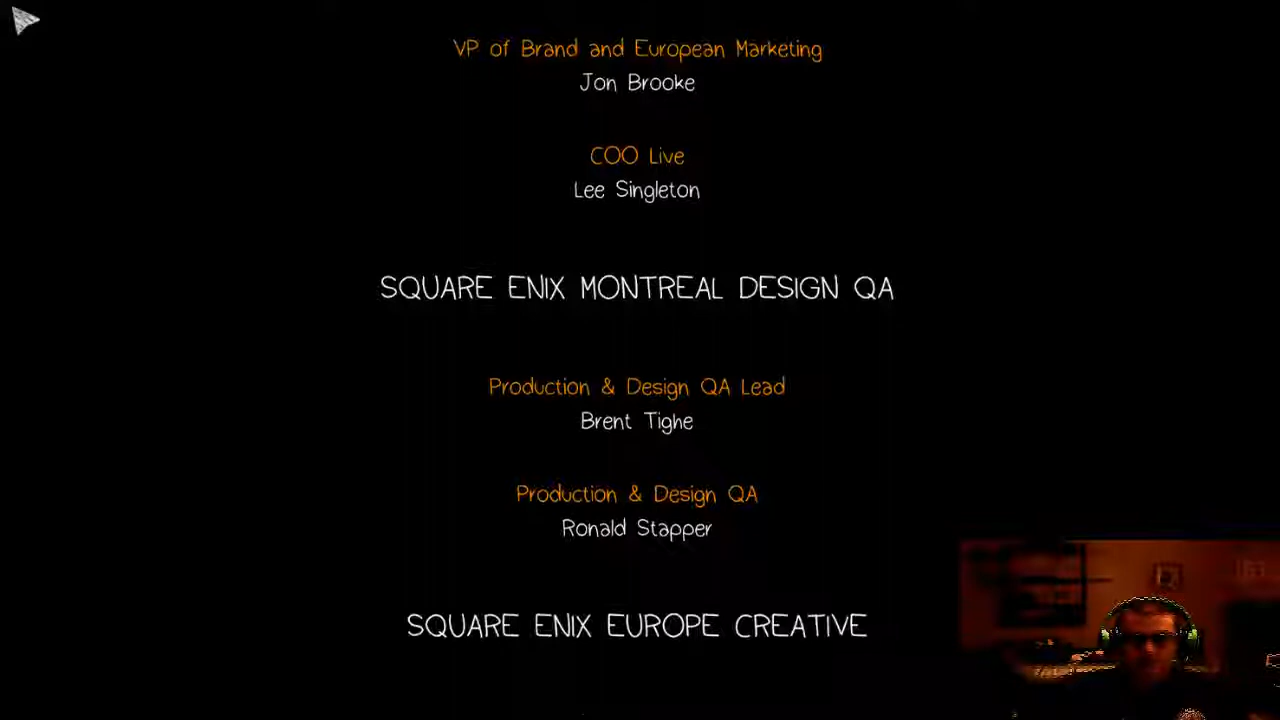 VP of Brand and European Marketing
Jon Brooke
COO Live
Lee Singleton
SQUARE ENIX MONTREAL DESIGN QA
Production & Design QA Lead
Brent Tighe
Production & Design QA
Ronald Stapper
SQUARE ENIX EUROPE CREATIVE